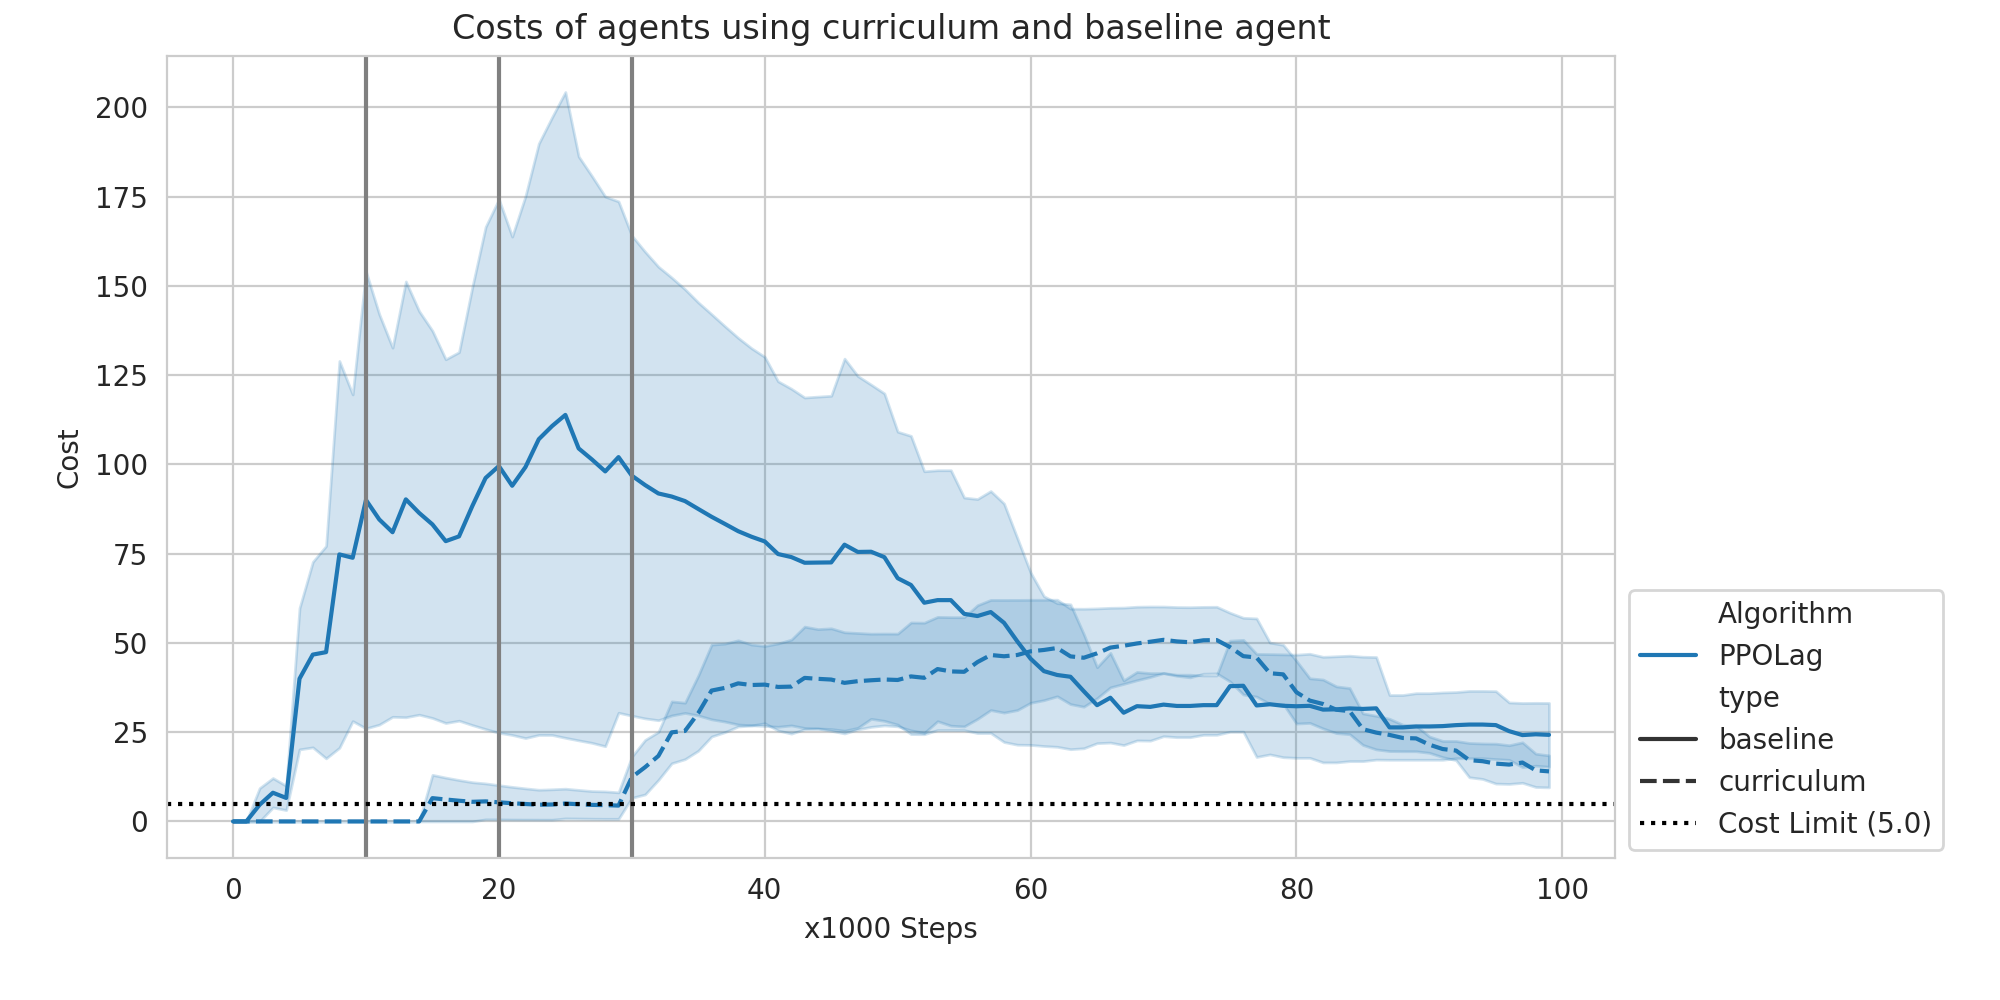 Costs of agents using curriculum and baseline agent
200
175
150
125
100
75
50
25
0
Cost
0 20 40 60 80 100
x1000 Steps
Algorithm
PPOLag
type
baseline
curriculum
Cost Limit (5.0)